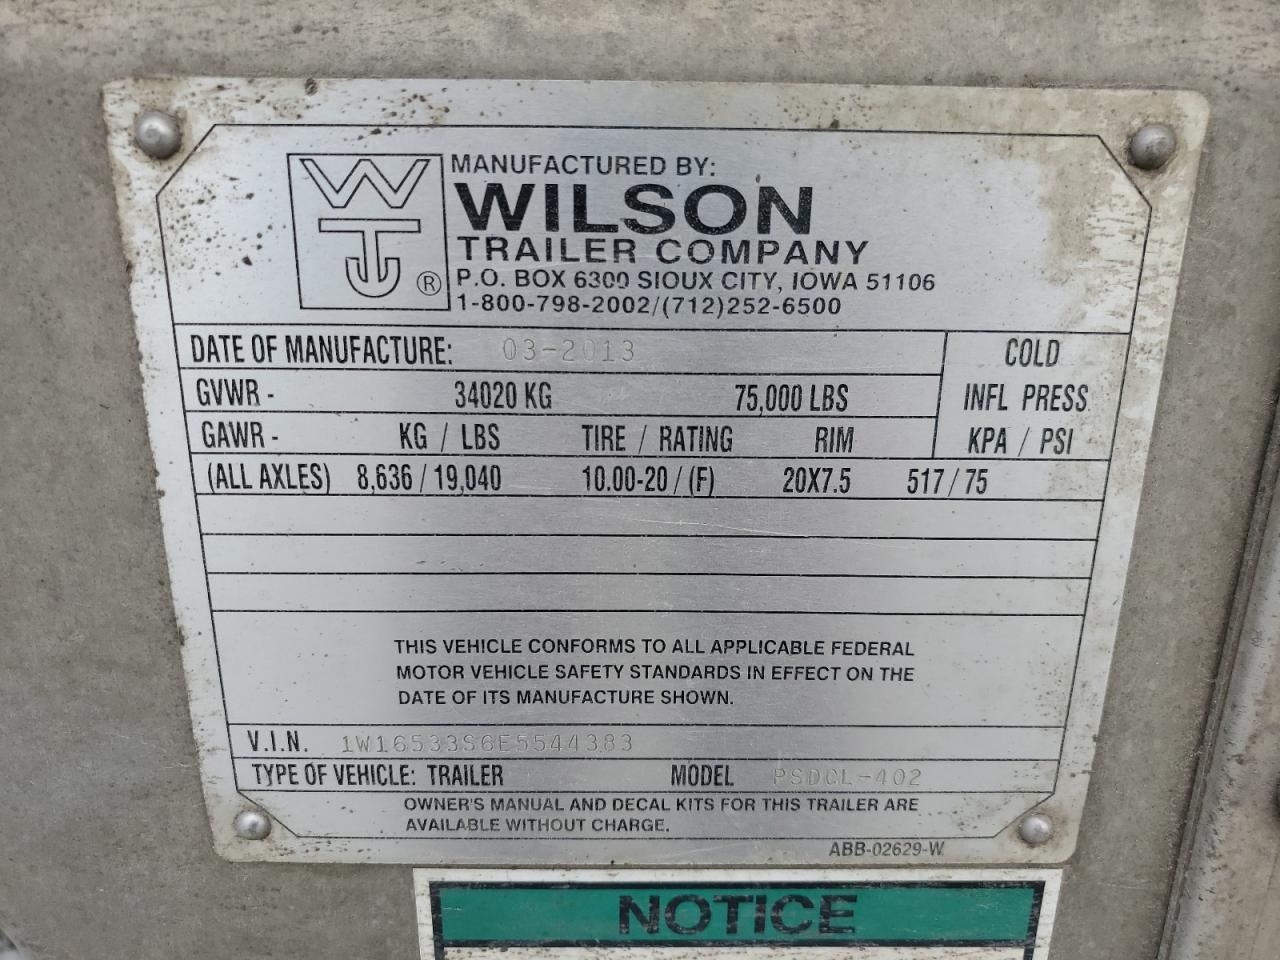 MANUFACTURED BY:
WILSON
TRAILER COMPANY
P.O. BOX 6300 SIOUX CITY, IOWA 51106
1-800-798-2002/(712)252-6500
WT ®
DATE OF MANUFACTURE: 03-2013
COLD
INFL PRESS
KPA / PSI
GVWR - 34020 KG 75,000 LBS
GAWR - KG / LBS TIRE / RATING RIM
(ALL AXLES) 8,636 / 19,040 10.00-20 / (F) 20X7.5 517 / 75
THIS VEHICLE CONFORMS TO ALL APPLICABLE FEDERAL
MOTOR VEHICLE SAFETY STANDARDS IN EFFECT ON THE
DATE OF ITS MANUFACTURE SHOWN.
V.I.N. 1W16533S6E5544383
TYPE OF VEHICLE: TRAILER MODEL PSDCL-402
OWNER'S MANUAL AND DECAL KITS FOR THIS TRAILER ARE
AVAILABLE WITHOUT CHARGE.
ABB-02629-W
NOTICE